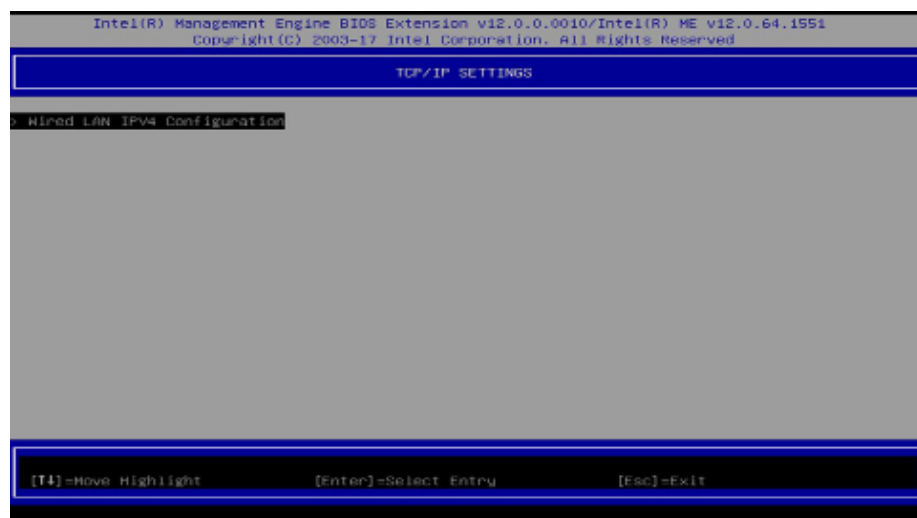 Intel(R) Management Engine BIOS Extension v12.0.0.0010/Intel(R) ME v12.0.64.1551
Copyright(C) 2003-17 Intel Corporation. All Rights Reserved
TCP/IP SETTINGS
> Wired LAN IPV4 Configuration
[↑↓]=Move Highlight [Enter]=Select Entry [Esc]=Exit